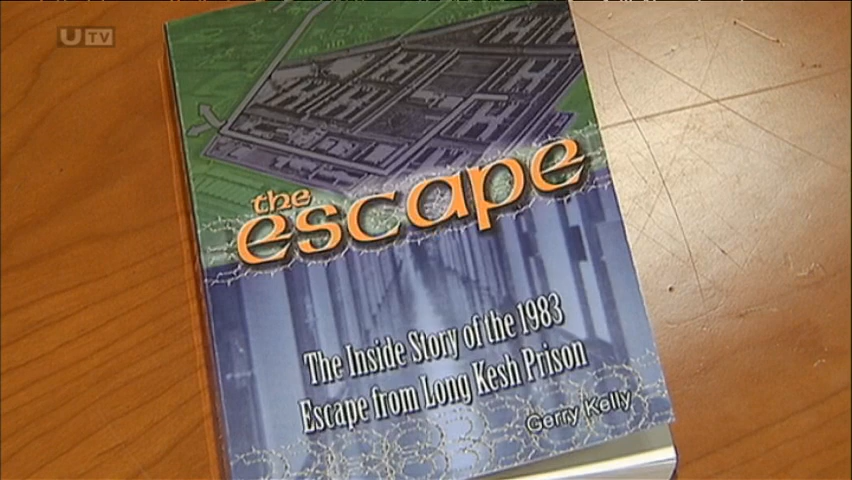 UTV
the
escape
The Inside Story of the 1983
Escape from Long Kesh Prison
Gerry Kelly